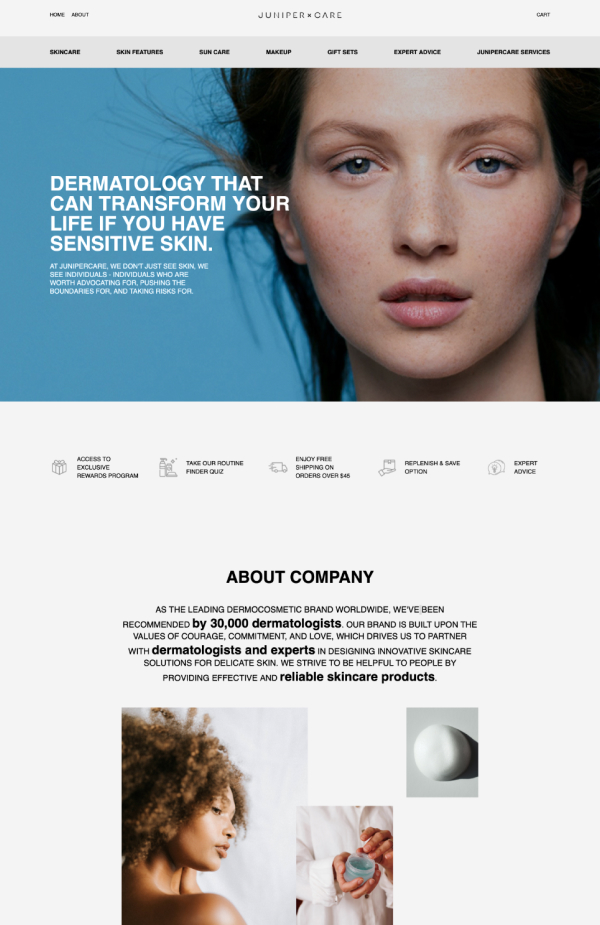 HOME ABOUT JUNIPER×CARE CART
SKINCARE SKIN FEATURES SUN CARE MAKEUP GIFT SETS EXPERT ADVICE JUNIPERCARE SERVICES
DERMATOLOGY THAT
CAN TRANSFORM YOUR
LIFE IF YOU HAVE
SENSITIVE SKIN.
AT JUNIPERCARE, WE DON'T JUST SEE SKIN, WE
SEE INDIVIDUALS - INDIVIDUALS WHO ARE
WORTH ADVOCATING FOR, PUSHING THE
BOUNDARIES FOR, AND TAKING RISKS FOR.
ACCESS TO
EXCLUSIVE
REWARDS PROGRAM
TAKE OUR ROUTINE
FINDER QUIZ
ENJOY FREE
SHIPPING ON
ORDERS OVER $45
REPLENISH & SAVE
OPTION
EXPERT
ADVICE
ABOUT COMPANY
AS THE LEADING DERMOCOSMETIC BRAND WORLDWIDE, WE'VE BEEN
RECOMMENDED by 30,000 dermatologists. OUR BRAND IS BUILT UPON THE
VALUES OF COURAGE, COMMITMENT, AND LOVE, WHICH DRIVES US TO PARTNER
WITH dermatologists and experts IN DESIGNING INNOVATIVE SKINCARE
SOLUTIONS FOR DELICATE SKIN. WE STRIVE TO BE HELPFUL TO PEOPLE BY
PROVIDING EFFECTIVE AND reliable skincare products.